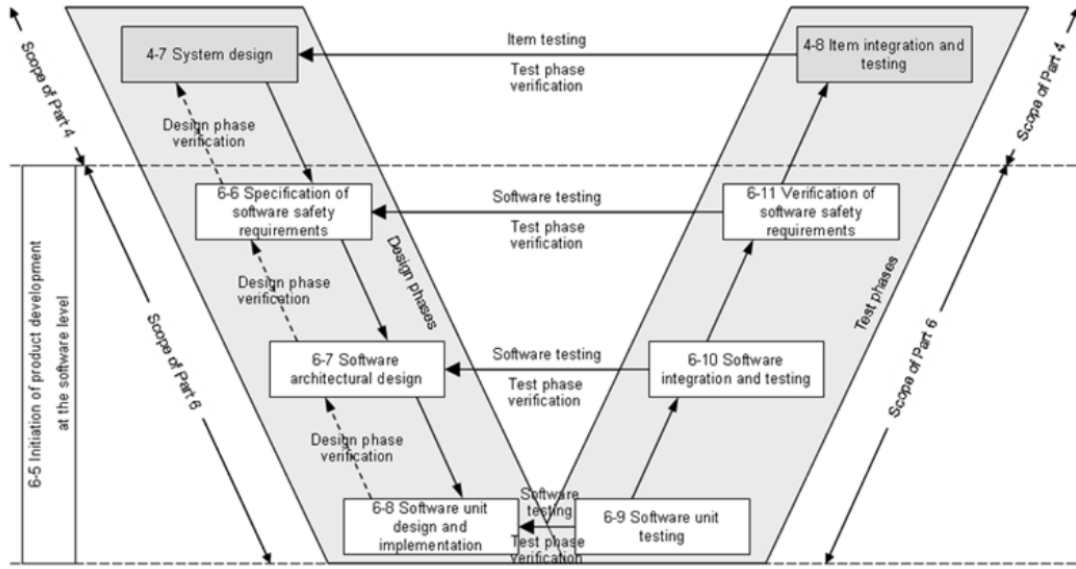 Scope of Part 4
4-7 System design
Item testing
Test phase
verification
4-8 Item integration and
testing
Scope of Part 4
Design phase
verification
6-5 Initiation of product development
at the software level
Scope of Part 6
6-6 Specification of
software safety
requirements
Software testing
Test phase
verification
6-11 Verification of
software safety
requirements
Design phases
Test phases
Scope of Part 6
Design phase
verification
6-7 Software
architectural design
Software testing
Test phase
verification
6-10 Software
integration and testing
Design phase
verification
6-8 Software unit
design and
implementation
Software
testing
Test phase
verification
6-9 Software unit
testing